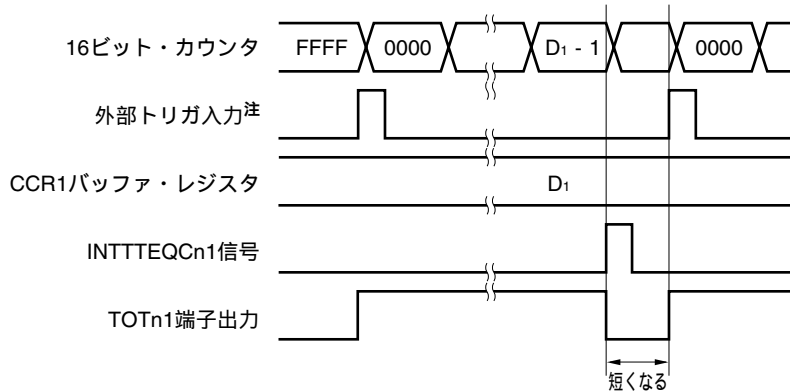 16ビット・カウンタ FFFF 0000 D1 - 1 0000
外部トリガ入力注
CCR1バッファ・レジスタ D1
INTTTEQCn1信号
TOTn1端子出力
短くなる